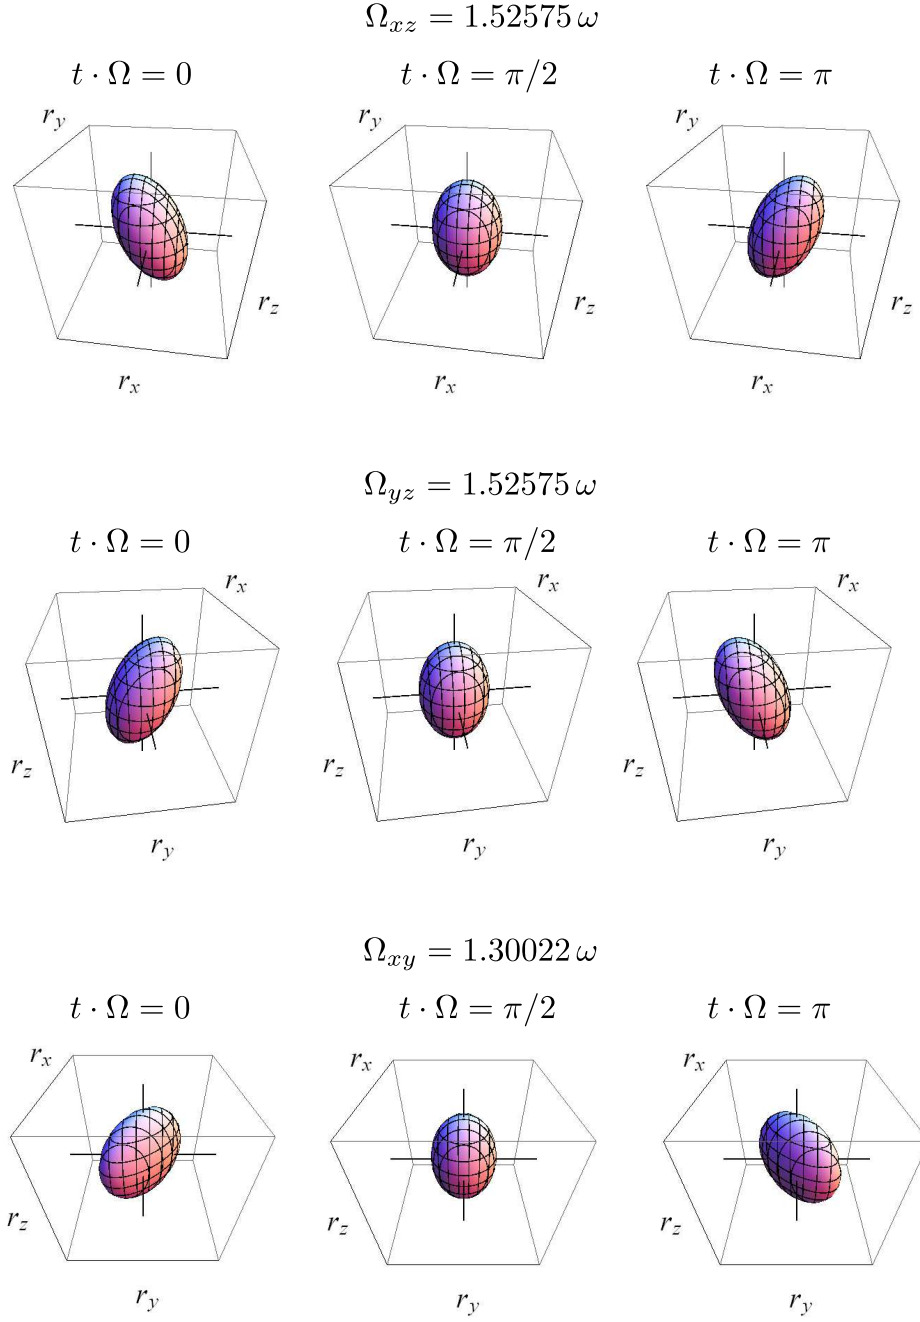 Ω_{xz} = 1.52575 ω
t · Ω = 0 t · Ω = π/2 t · Ω = π
r_y r_y r_y
r_z r_z r_z
r_x r_x r_x
Ω_{yz} = 1.52575 ω
t · Ω = 0 t · Ω = π/2 t · Ω = π
r_x r_x r_x
r_z r_z r_z
r_y r_y r_y
Ω_{xy} = 1.30022 ω
t · Ω = 0 t · Ω = π/2 t · Ω = π
r_x r_x r_x
r_z r_z r_z
r_y r_y r_y